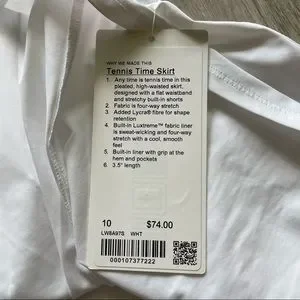 WHY WE MADE THIS
Tennis Time Skirt
1. Any time is tennis time in this
pleated, high-waisted skirt,
designed with a flat waistband
and stretchy built-in shorts
2. Fabric is four-way stretch
3. Added Lycra® fibre for shape
retention
4. Built-in Luxtreme™ fabric liner
is sweat-wicking and four-way
stretch with a cool, smooth
feel
5. Built-in liner with grip at the
hem and pockets
6. 3.5" length
10 $74.00
LW8A97S WHT
000107377222